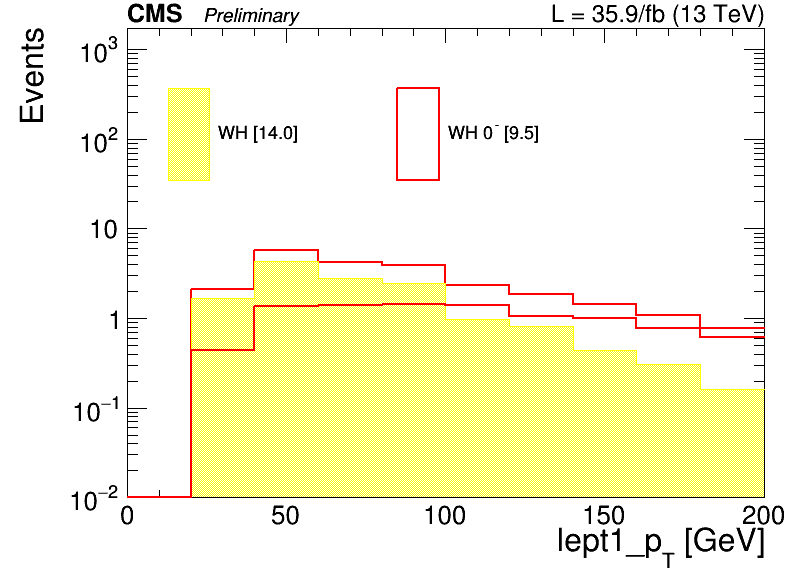 CMS Preliminary L = 35.9/fb (13 TeV)
Events
10³
10²
10
1
10⁻¹
10⁻²
WH [14.0]
WH 0⁻ [9.5]
0 50 100 150 200
lept1_p_T [GeV]